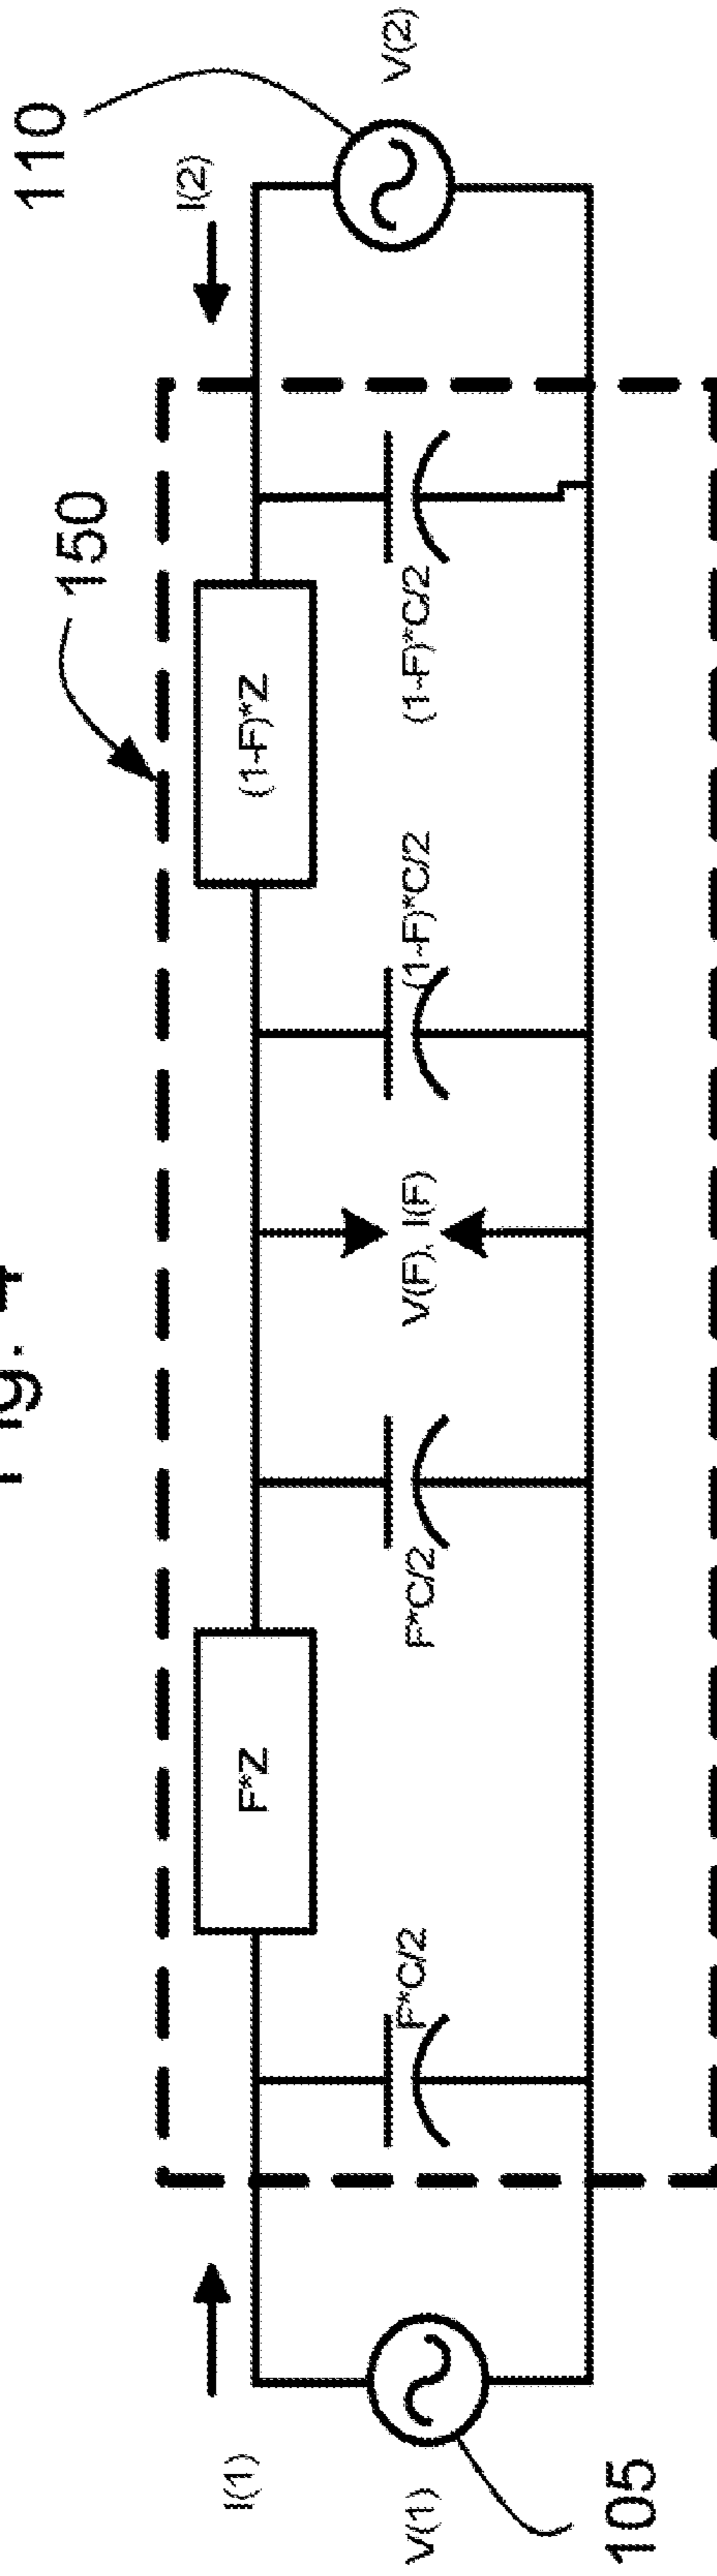 Fig. 4
150
110
I(1)
I(2)
F*Z
(1-F)*Z
V(1)
F*C/2
F*C/2
V(F), I(F)
(1-F)*C/2
(1-F)*C/2
V(2)
105